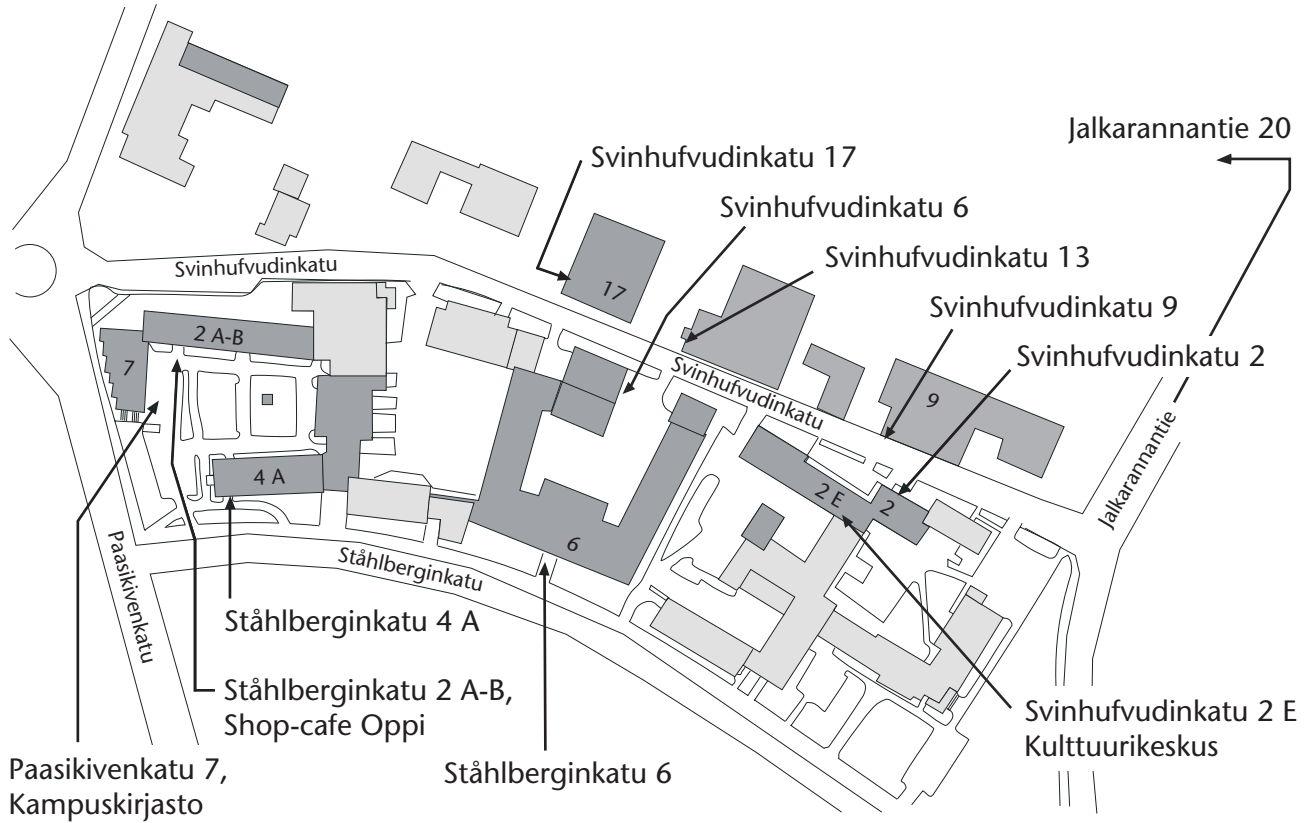 Jalkarannantie 20
Svinhufvudinkatu 17
Svinhufvudinkatu 6
Svinhufvudinkatu 13
Svinhufvudinkatu
17
Svinhufvudinkatu 9
2 A-B
Svinhufvudinkatu 2
7
Svinhufvudinkatu
9
4 A
2 E
2
Jalkarannantie
6
Paasikivenkatu
Ståhlberginkatu
Ståhlberginkatu 4 A
Ståhlberginkatu 2 A-B,
Shop-cafe Oppi
Svinhufvudinkatu 2 E
Kulttuurikeskus
Paasikivenkatu 7,
Kampuskirjasto
Ståhlberginkatu 6